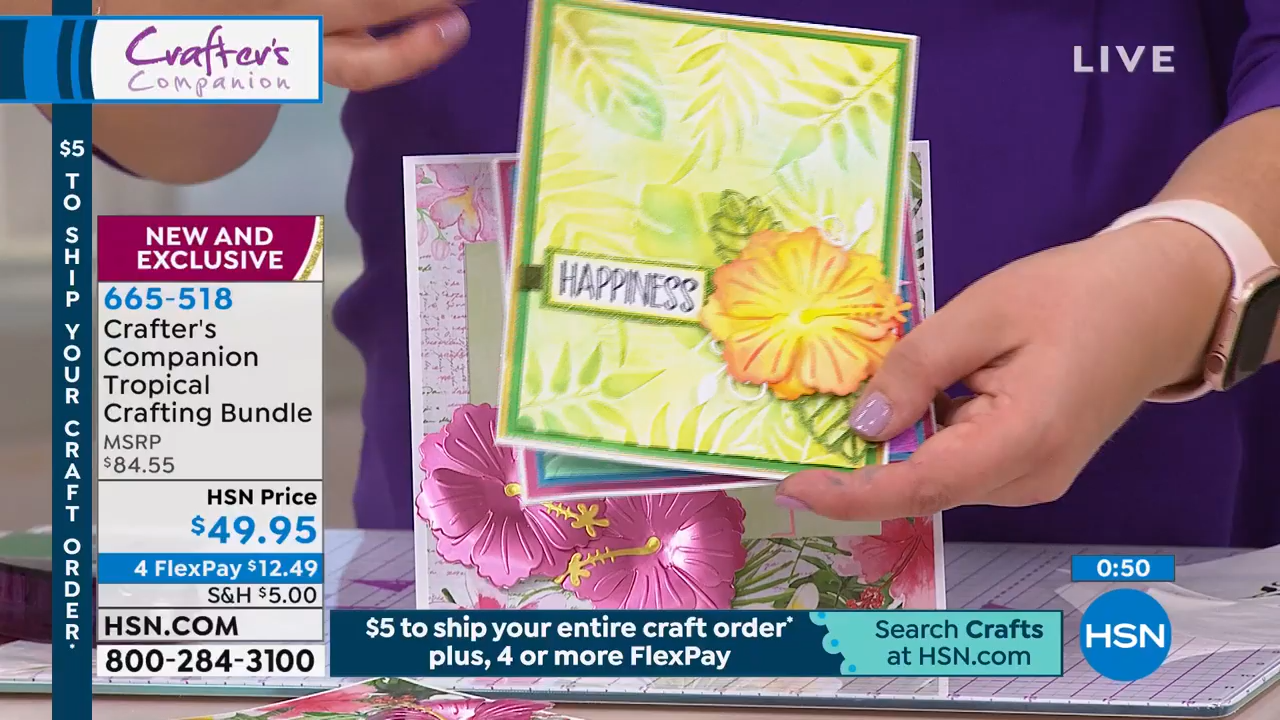 Crafter's
Companion
LIVE
$5 TO SHIP YOUR CRAFT ORDER.*
NEW AND
EXCLUSIVE
665-518
Crafter's
Companion
Tropical
Crafting Bundle
MSRP
$84.55
HSN Price
$49.95
4 FlexPay $12.49
S&H $5.00
HSN.COM
800-284-3100
HAPPINESS
$5 to ship your entire craft order*
plus, 4 or more FlexPay
Search Crafts
at HSN.com
0:50
HSN